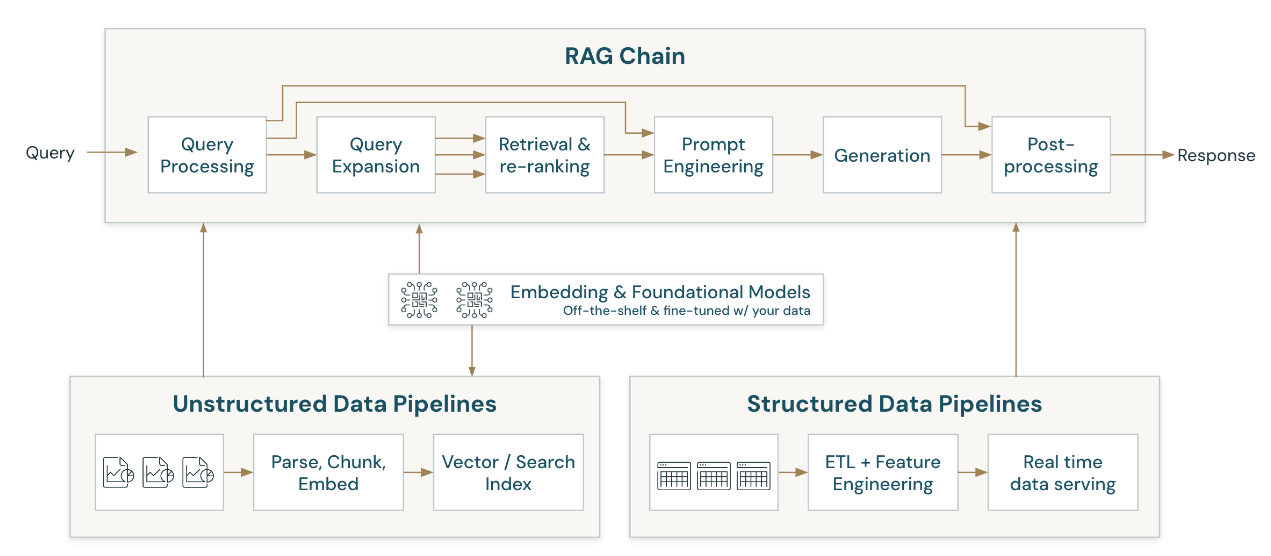 RAG Chain
Query
Query
Processing
Query
Expansion
Retrieval &
re-ranking
Prompt
Engineering
Generation
Post-
processing
Response
Embedding & Foundational Models
Off-the-shelf & fine-tuned w/ your data
Unstructured Data Pipelines
Parse, Chunk,
Embed
Vector / Search
Index
Structured Data Pipelines
ETL + Feature
Engineering
Real time
data serving